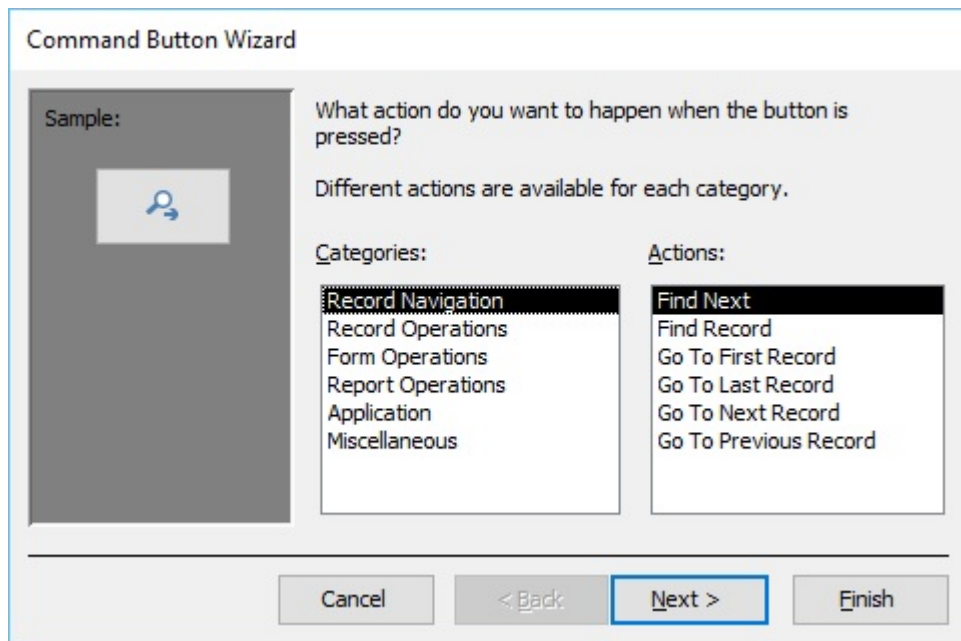 Command Button Wizard
Sample:
What action do you want to happen when the button is
pressed?
Different actions are available for each category.
Categories:
Actions:
Record Navigation
Record Operations
Form Operations
Report Operations
Application
Miscellaneous
Find Next
Find Record
Go To First Record
Go To Last Record
Go To Next Record
Go To Previous Record
Cancel
< Back
Next >
Finish